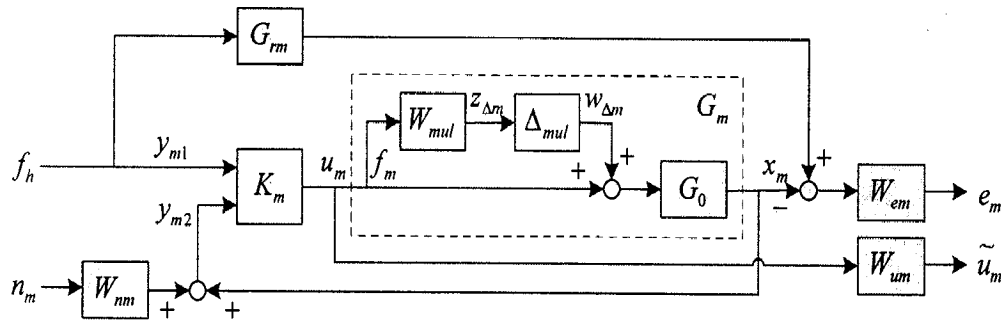 G_rm
G_m
W_mul
z_Δm
Δ_mul
w_Δm
f_h
y_m1
K_m
u_m
f_m
+
+
G_0
x_m
+
−
W_em
e_m
y_m2
n_m
W_nm
+
+
W_um
ũ_m